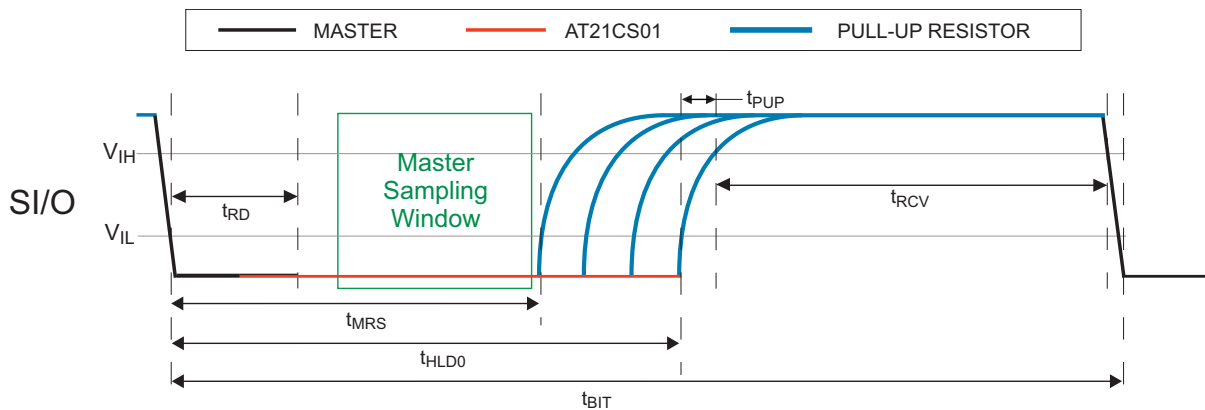 MASTER AT21CS01 PULL-UP RESISTOR
tPUP
VIH
Master
Sampling
Window
SI/O
tRD
tRCV
VIL
tMRS
tHLD0
tBIT